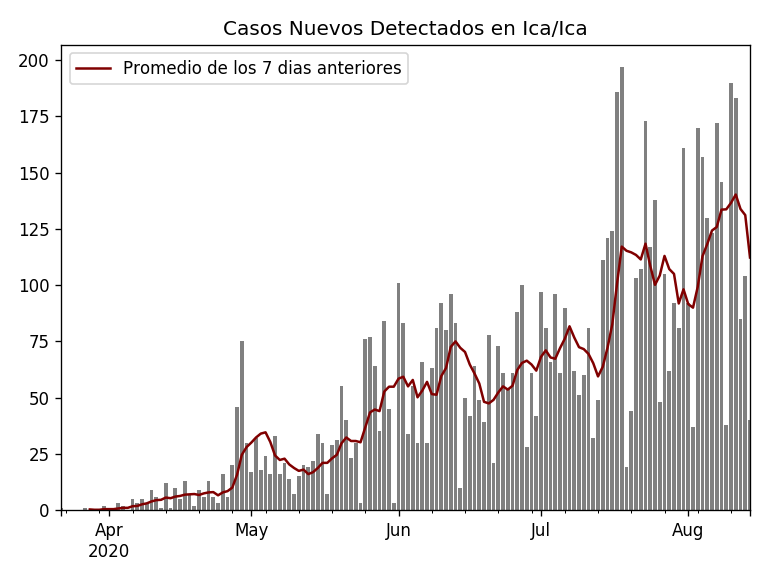 Casos Nuevos Detectados en Ica/Ica
Promedio de los 7 dias anteriores
200
175
150
125
100
75
50
25
0
Apr
2020
May
Jun
Jul
Aug